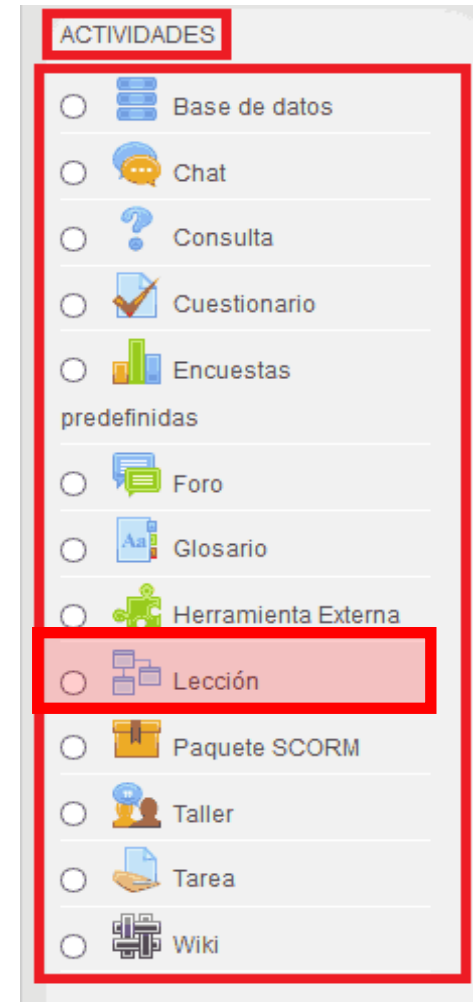 ACTIVIDADES
Base de datos
Chat
Consulta
Cuestionario
Encuestas
predefinidas
Foro
Aa
Glosario
Herramienta Externa
Lección
Paquete SCORM
Taller
Tarea
Wiki